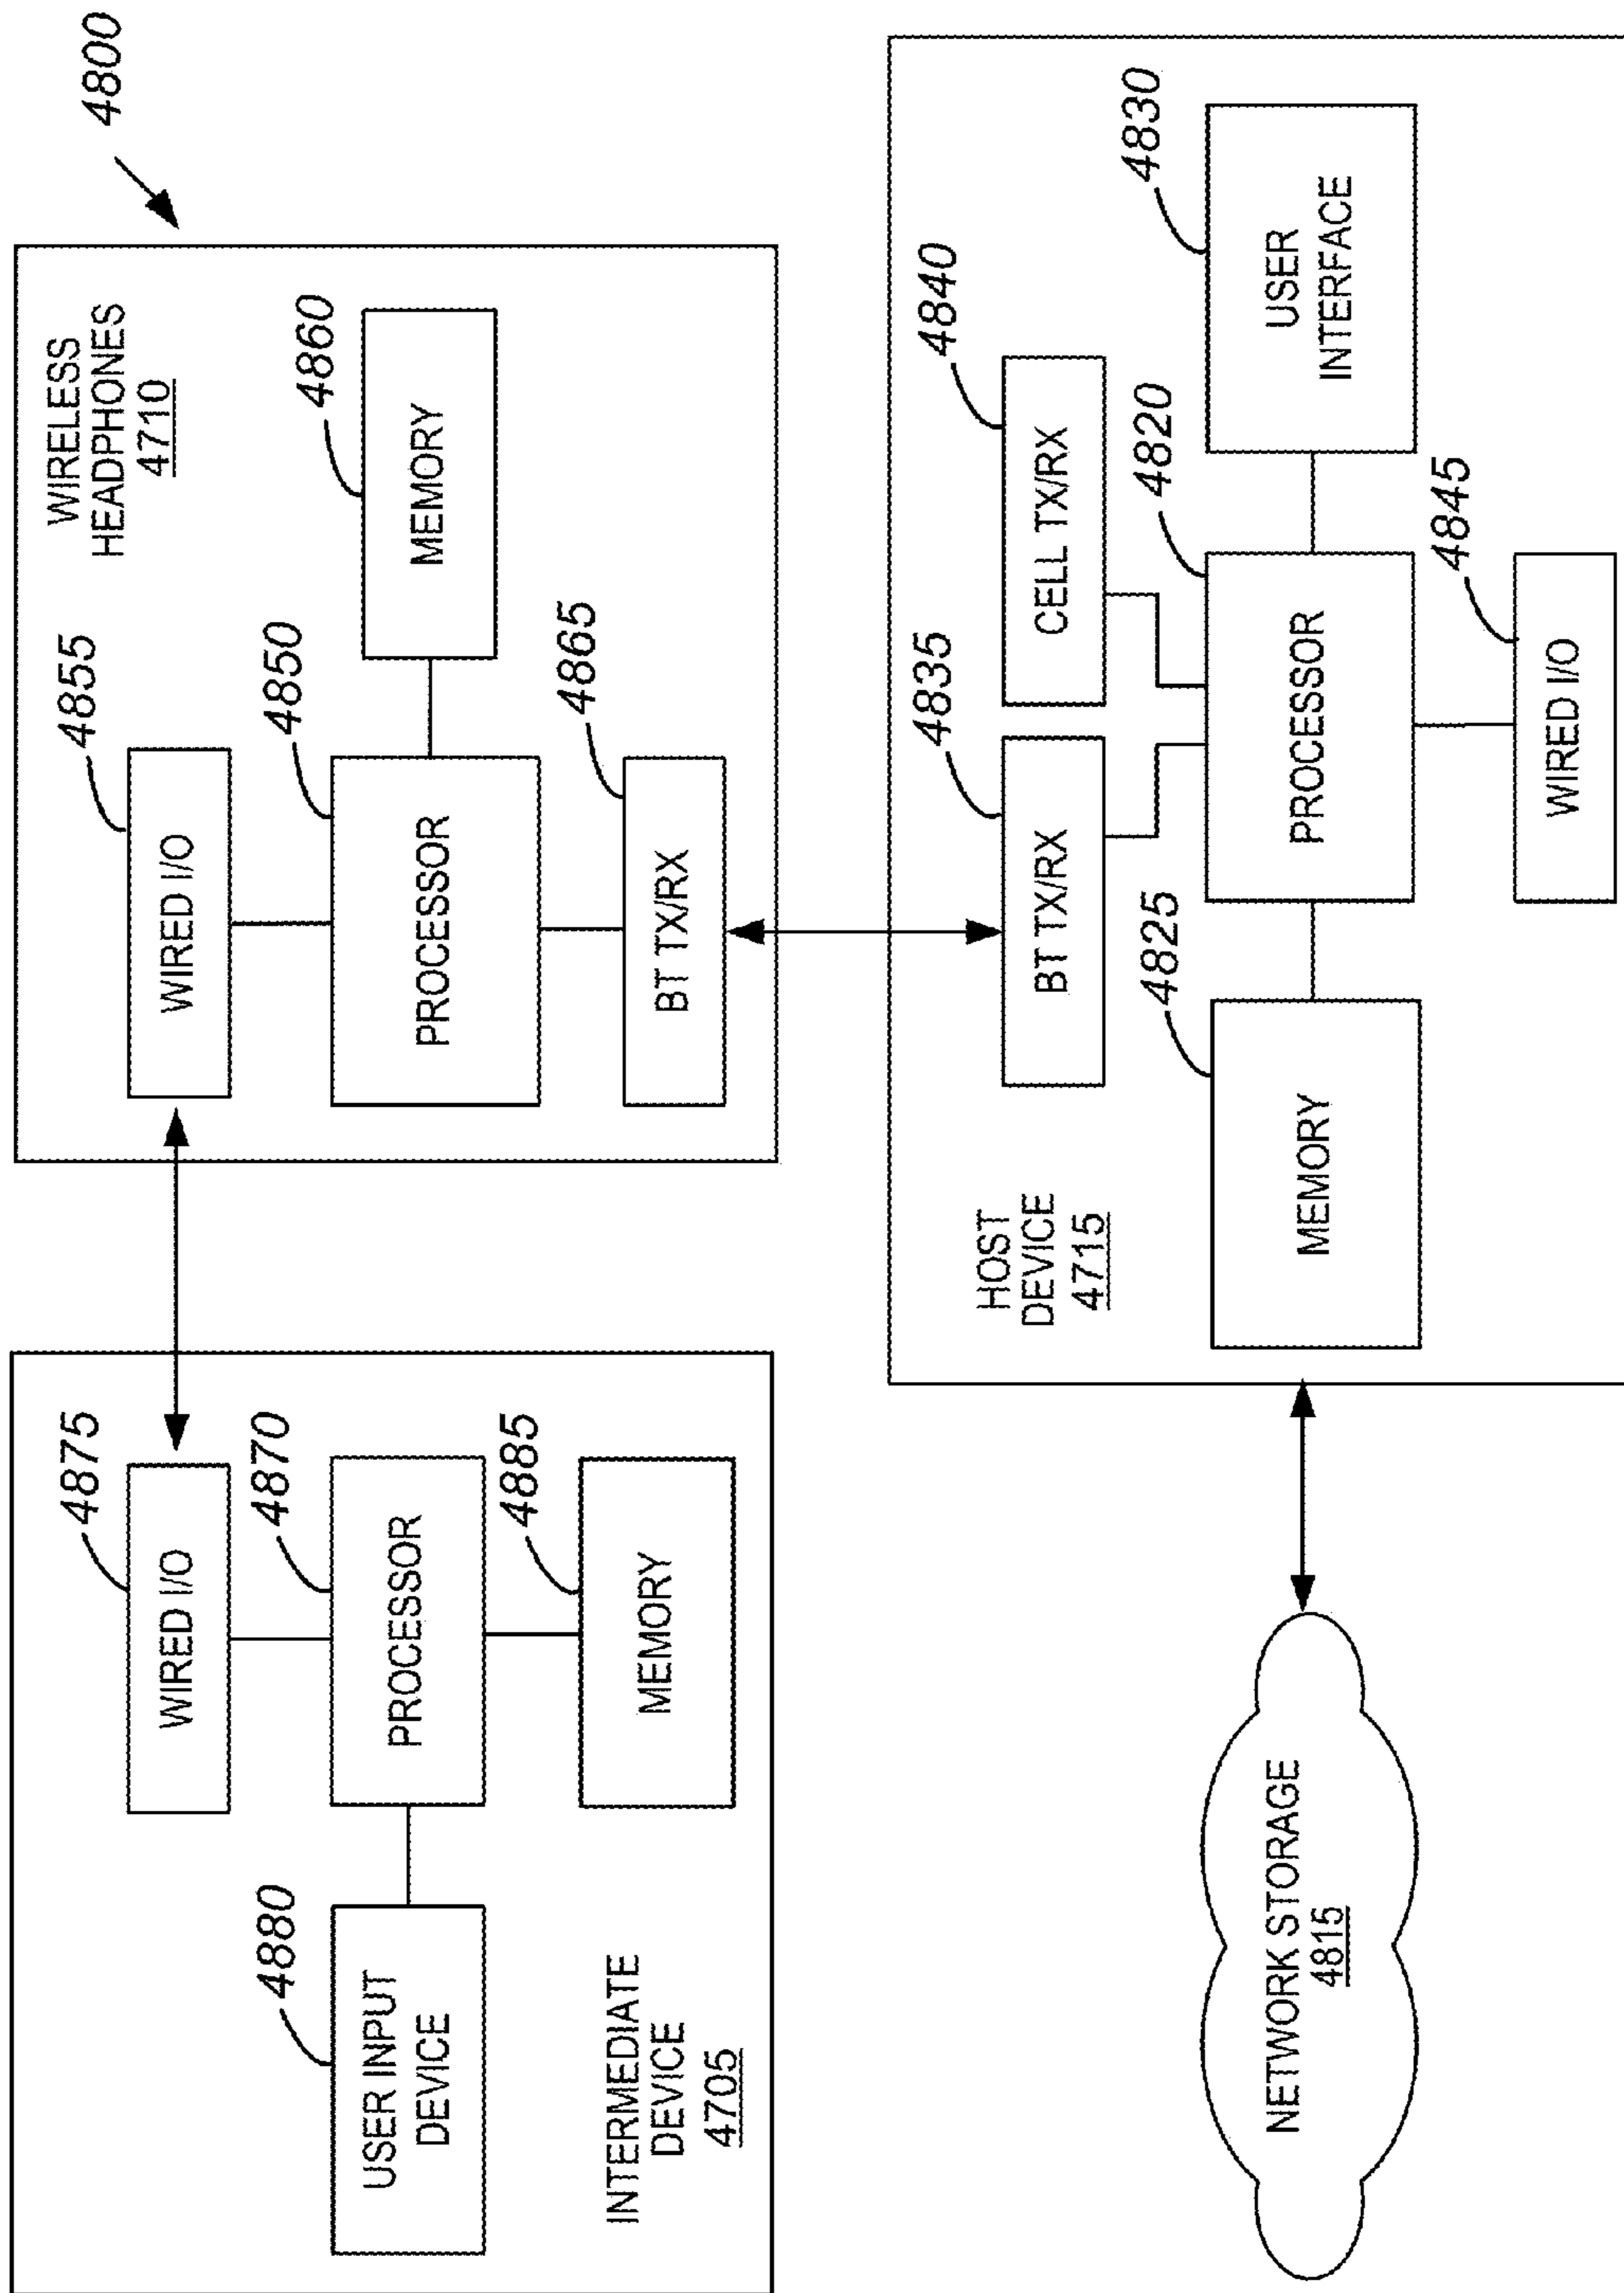 4800
INTERMEDIATE
DEVICE
4705
USER INPUT
DEVICE
4880
WIRED I/O
4875
PROCESSOR
4870
MEMORY
4885
WIRELESS
HEADPHONES
4710
WIRED I/O
4855
PROCESSOR
4850
MEMORY
4860
BT TX/RX
4865
NETWORK STORAGE
4815
HOST
DEVICE
4715
BT TX/RX
4835
CELL TX/RX
4840
MEMORY
4825
PROCESSOR
4820
USER
INTERFACE
4830
WIRED I/O
4845